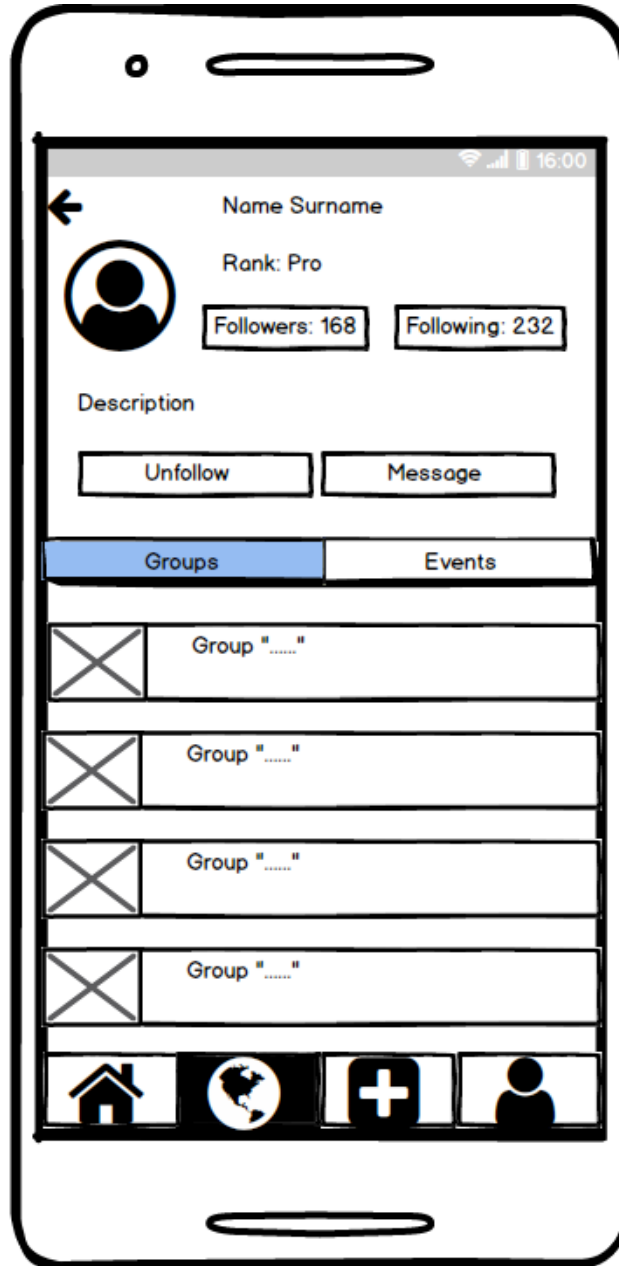 16:00
Name Surname
Rank: Pro
Followers: 168
Following: 232
Description
Unfollow
Message
Groups
Events
Group "......"
Group "......"
Group "......"
Group "......"